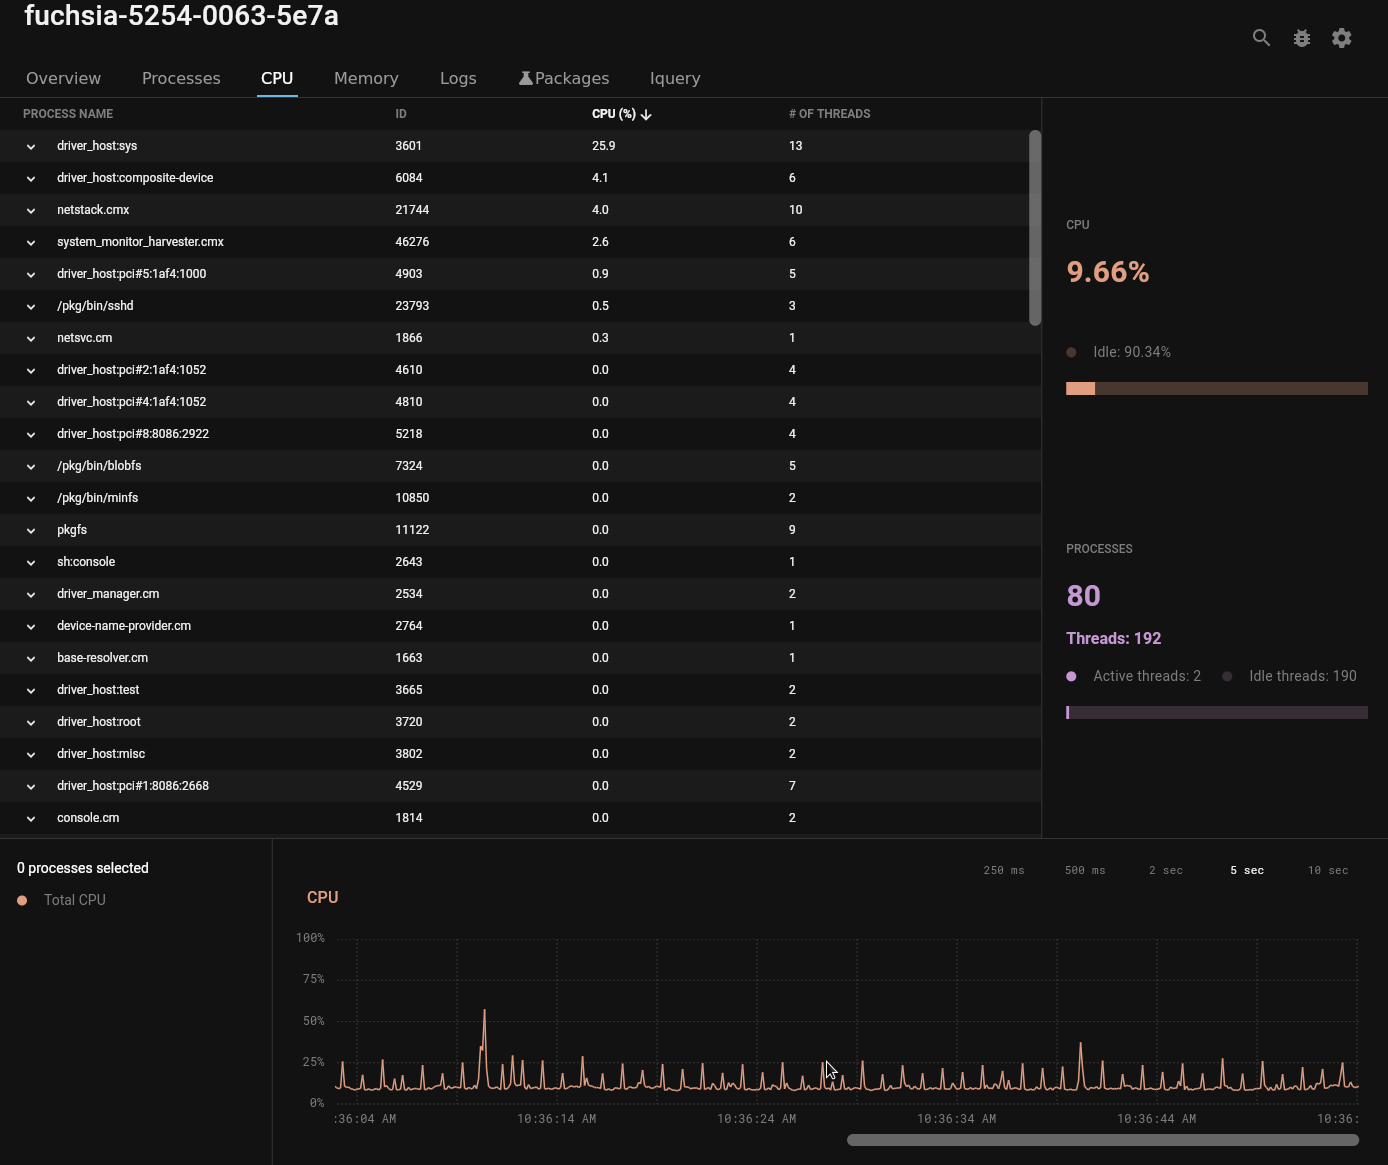 fuchsia-5254-0063-5e7a
Overview Processes CPU Memory Logs Packages Iquery
PROCESS NAME ID CPU (%) # OF THREADS
driver_host:sys 3601 25.9 13
driver_host:composite-device 6084 4.1 6
netstack.cmx 21744 4.0 10
system_monitor_harvester.cmx 46276 2.6 6
driver_host:pci#5:1af4:1000 4903 0.9 5
/pkg/bin/sshd 23793 0.5 3
netsvc.cm 1866 0.3 1
driver_host:pci#2:1af4:1052 4610 0.0 4
driver_host:pci#4:1af4:1052 4810 0.0 4
driver_host:pci#8:8086:2922 5218 0.0 4
/pkg/bin/blobfs 7324 0.0 5
/pkg/bin/minfs 10850 0.0 2
pkgfs 11122 0.0 9
sh:console 2643 0.0 1
driver_manager.cm 2534 0.0 2
device-name-provider.cm 2764 0.0 1
base-resolver.cm 1663 0.0 1
driver_host:test 3665 0.0 2
driver_host:root 3720 0.0 2
driver_host:misc 3802 0.0 2
driver_host:pci#1:8086:2668 4529 0.0 7
console.cm 1814 0.0 2
CPU
9.66%
Idle: 90.34%
PROCESSES
80
Threads: 192
Active threads: 2 Idle threads: 190
0 processes selected
Total CPU
250 ms 500 ms 2 sec 5 sec 10 sec
CPU
100%
75%
50%
25%
0%
:36:04 AM 10:36:14 AM 10:36:24 AM 10:36:34 AM 10:36:44 AM 10:36: